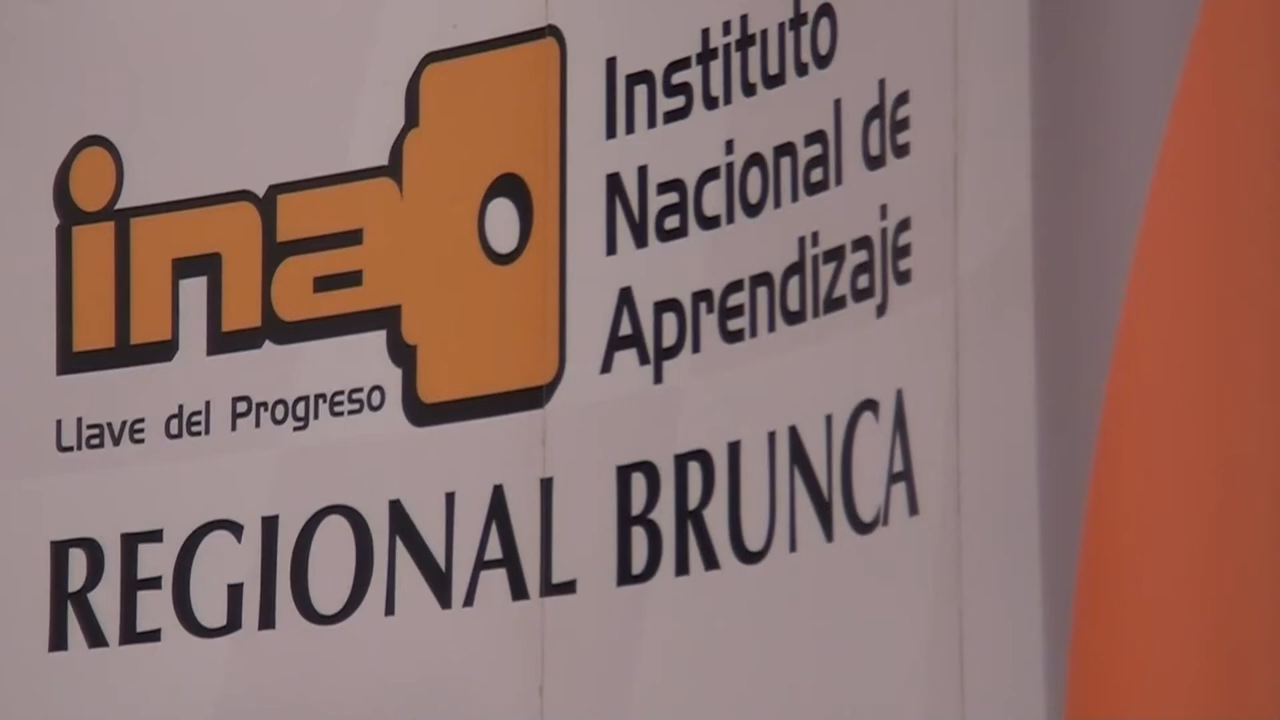 ina
Llave del Progreso
Instituto
Nacional de
Aprendizaje
REGIONAL BRUNCA